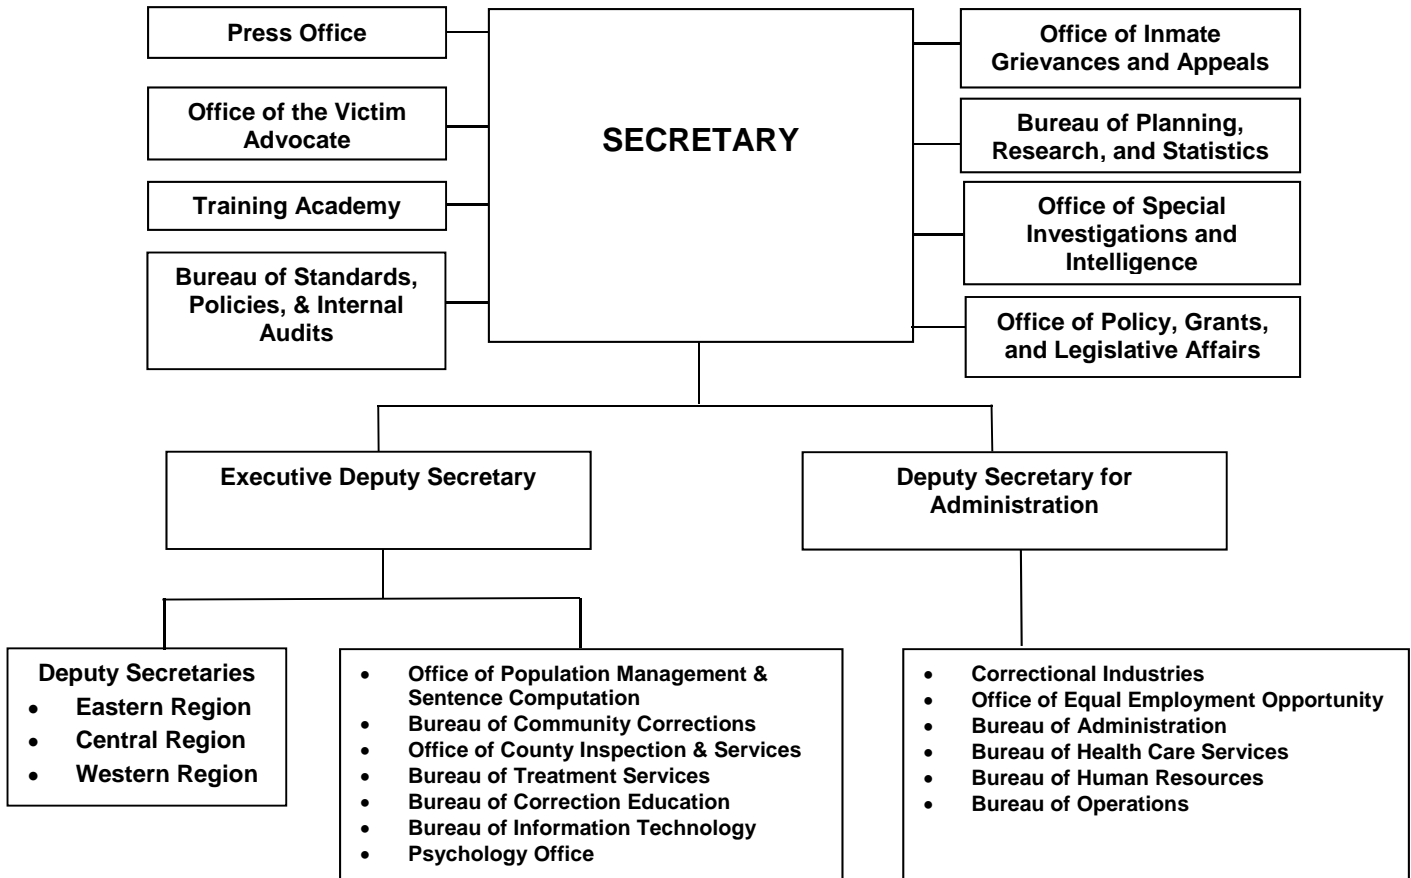 Press Office
Office of the Victim
Advocate
Training Academy
Bureau of Standards,
Policies, & Internal
Audits
SECRETARY
Office of Inmate
Grievances and Appeals
Bureau of Planning,
Research, and Statistics
Office of Special
Investigations and
Intelligence
Office of Policy, Grants,
and Legislative Affairs
Executive Deputy Secretary
Deputy Secretary for
Administration
Deputy Secretaries
• Eastern Region
• Central Region
• Western Region
• Office of Population Management &
Sentence Computation
• Bureau of Community Corrections
• Office of County Inspection & Services
• Bureau of Treatment Services
• Bureau of Correction Education
• Bureau of Information Technology
• Psychology Office
• Correctional Industries
• Office of Equal Employment Opportunity
• Bureau of Administration
• Bureau of Health Care Services
• Bureau of Human Resources
• Bureau of Operations